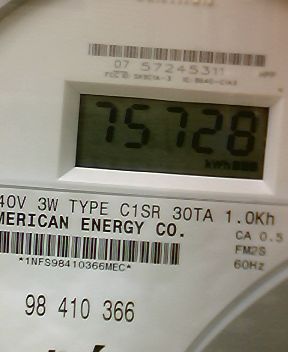 07 57245311
75728
kWh
40V 3W TYPE C1SR 30TA 1.0Kh
MERICAN ENERGY CO.
CA 0.5
FM2S
60Hz
*1NFS98410366MEC*
98 410 366